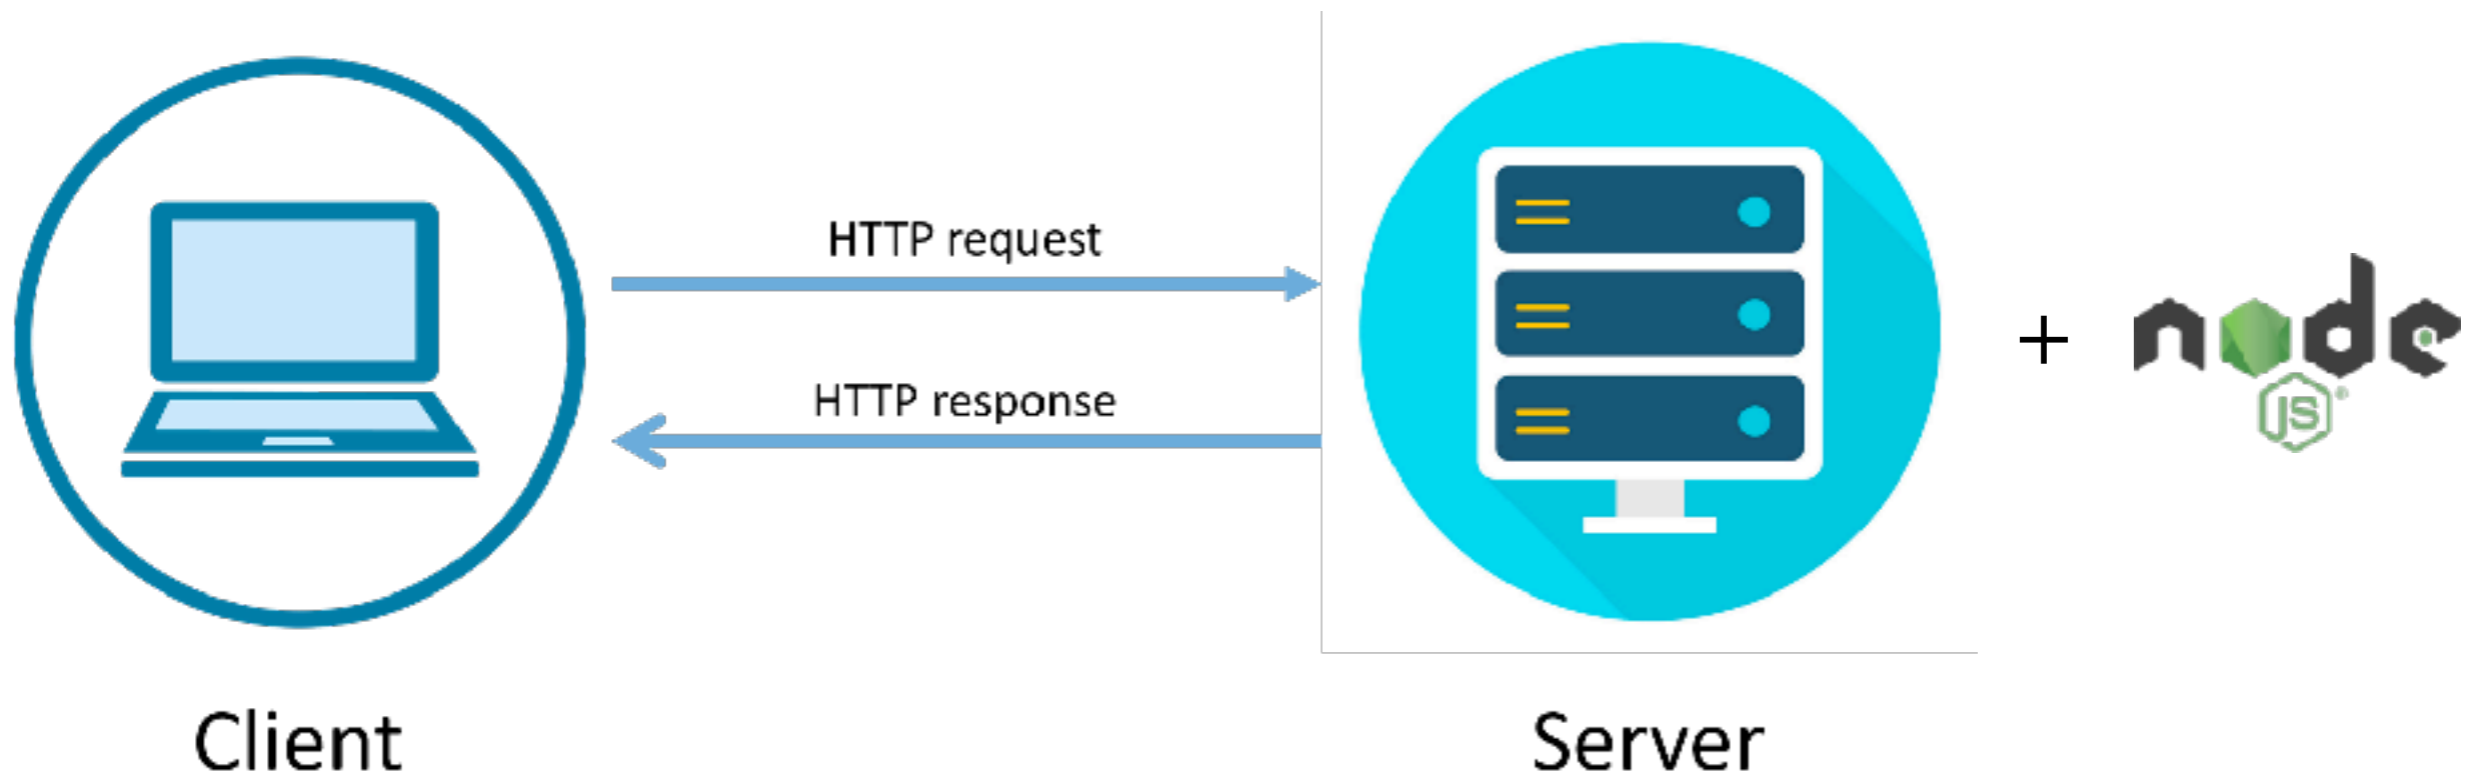 HTTP request
HTTP response
+
node
JS®
Client
Server